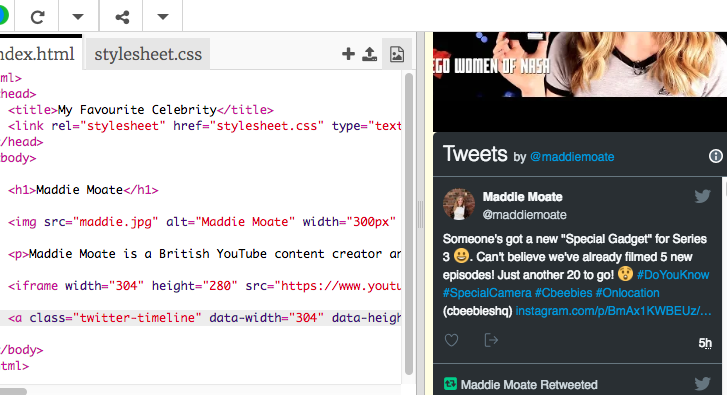 ndex.html
stylesheet.css
ml>
head>
<title>My Favourite Celebrity</title>
<link rel="stylesheet" href="stylesheet.css" type="text
/head>
body>
<h1>Maddie Moate</h1>
<img src="maddie.jpg" alt="Maddie Moate" width="300px"
<p>Maddie Moate is a British YouTube content creator an
<iframe width="304" height="280" src="https://www.youtu
<a class="twitter-timeline" data-width="304" data-heigh
/body>
tml>
EGO WOMEN OF NASA
Tweets by @maddiemoate
Maddie Moate
@maddiemoate
Someone's got a new "Special Gadget" for Series
3 😀. Can't believe we've already filmed 5 new
episodes! Just another 20 to go! 😲 #DoYouKnow
#SpecialCamera #Cbeebies #Onlocation
(cbeebieshq) instagram.com/p/BmAx1KWBEUz/…
5h
Maddie Moate Retweeted